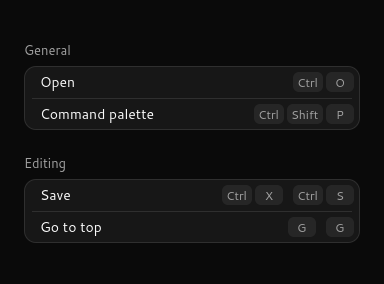 General
Open Ctrl O
Command palette Ctrl Shift P
Editing
Save Ctrl X Ctrl S
Go to top G G